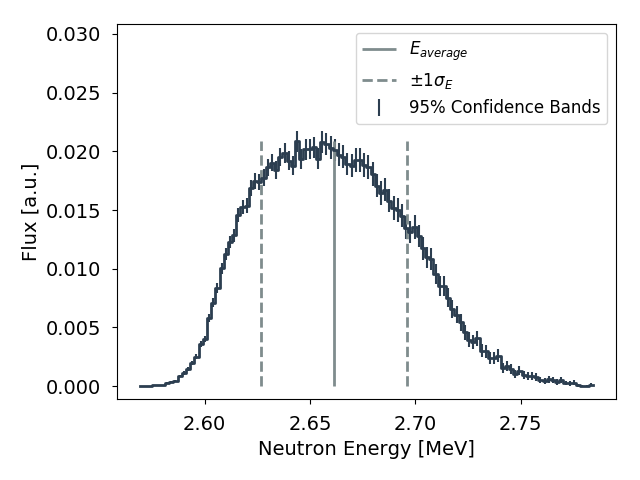 0.030
0.025
0.020
0.015
0.010
0.005
0.000
Flux [a.u.]
E_average
±1σ_E
95% Confidence Bands
2.60 2.65 2.70 2.75
Neutron Energy [MeV]